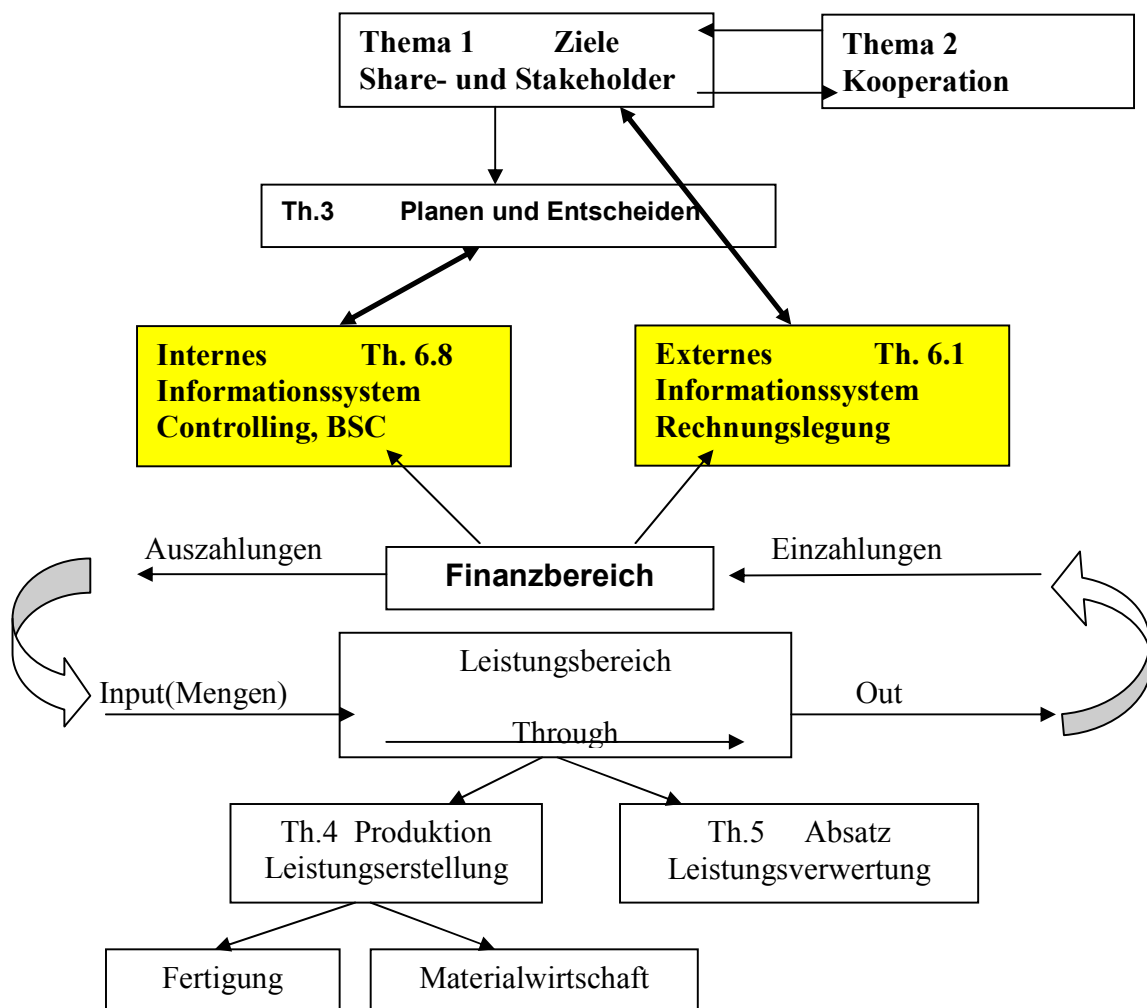 Thema 1 Ziele
Share- und Stakeholder
Thema 2
Kooperation
Th.3 Planen und Entscheiden
Internes Th. 6.8
Informationssystem
Controlling, BSC
Externes Th. 6.1
Informationssystem
Rechnungslegung
Auszahlungen
Finanzbereich
Einzahlungen
Leistungsbereich
Input(Mengen)
Through
Out
Th.4 Produktion
Leistungserstellung
Th.5 Absatz
Leistungsverwertung
Fertigung
Materialwirtschaft